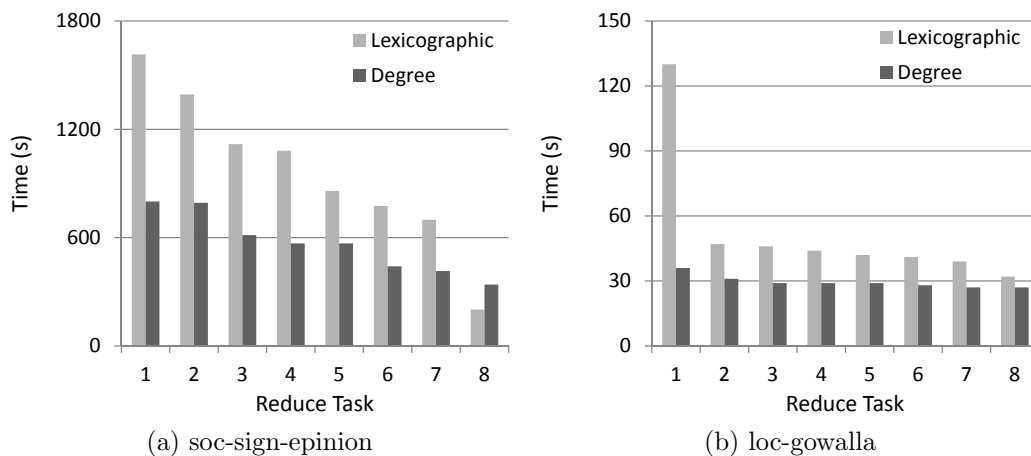 1800
1200
600
0
Time (s)
Lexicographic
Degree
1 2 3 4 5 6 7 8
Reduce Task
(a) soc-sign-epinion
150
120
90
60
30
0
Time (s)
Lexicographic
Degree
1 2 3 4 5 6 7 8
Reduce Task
(b) loc-gowalla